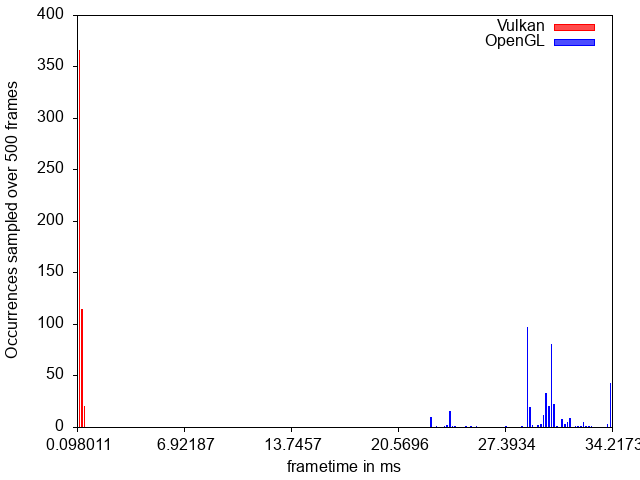 400
350
300
250
200
150
100
50
0
Occurrences sampled over 500 frames
Vulkan
OpenGL
0.098011 6.92187 13.7457 20.5696 27.3934 34.2173
frametime in ms